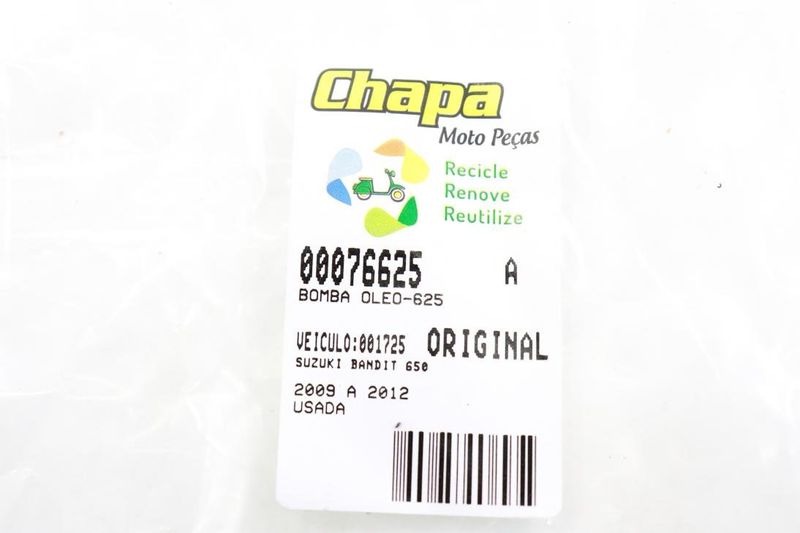 Chapa
Moto Peças
Recicle
Renove
Reutilize
00076625 A
BOMBA OLEO-625
VEICULO:001725 ORIGINAL
SUZUKI BANDIT 650
2009 A 2012
USADA